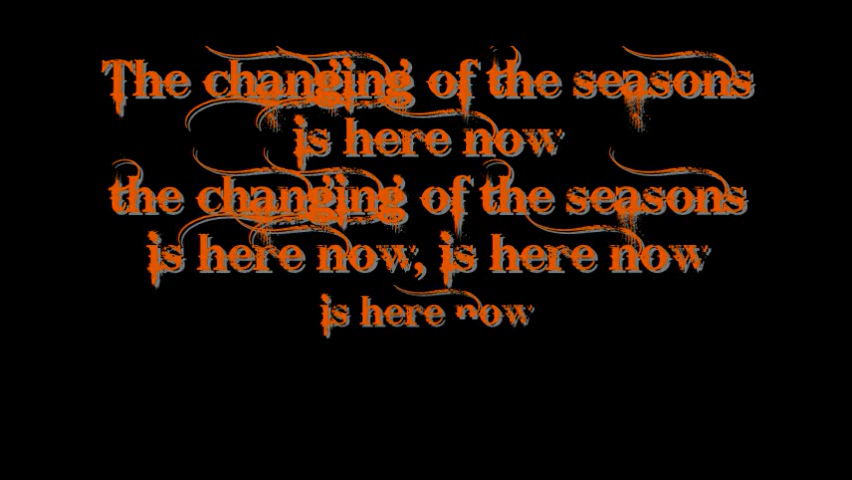 The changing of the seasons
is here now
the changing of the seasons
is here now, is here now
is here now